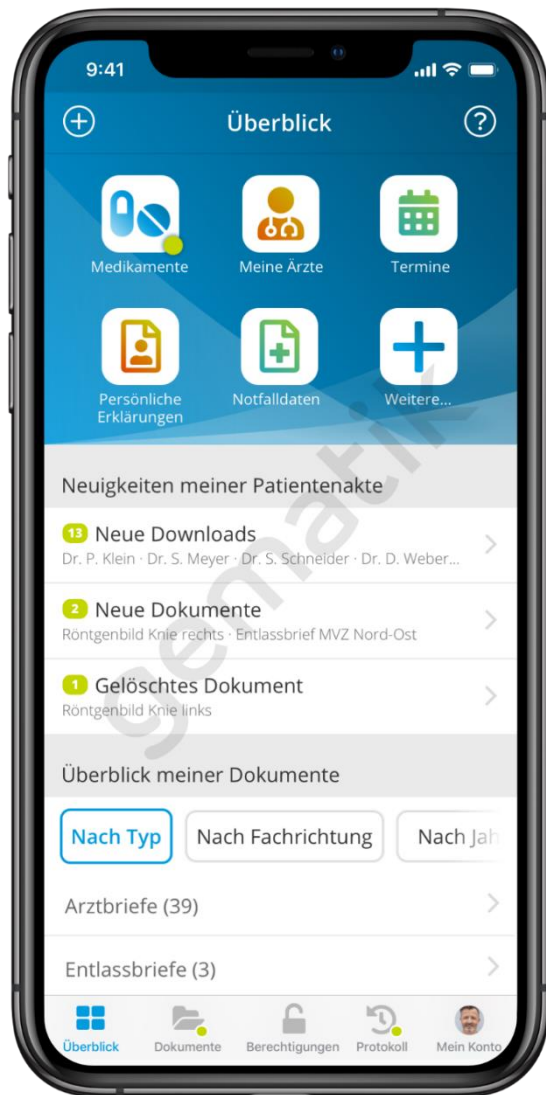 9:41
Überblick
?
Medikamente
Meine Ärzte
Termine
Persönliche
Erklärungen
Notfalldaten
Weitere...
Neuigkeiten meiner Patientenakte
13 Neue Downloads
Dr. P. Klein · Dr. S. Meyer · Dr. S. Schneider · Dr. D. Weber...
2 Neue Dokumente
Röntgenbild Knie rechts · Entlassbrief MVZ Nord-Ost
1 Gelöschtes Dokument
Röntgenbild Knie links
gematik
Überblick meiner Dokumente
Nach Typ
Nach Fachrichtung
Nach Jah
Arztbriefe (39)
Entlassbriefe (3)
Überblick
Dokumente
Berechtigungen
Protokoll
Mein Konto